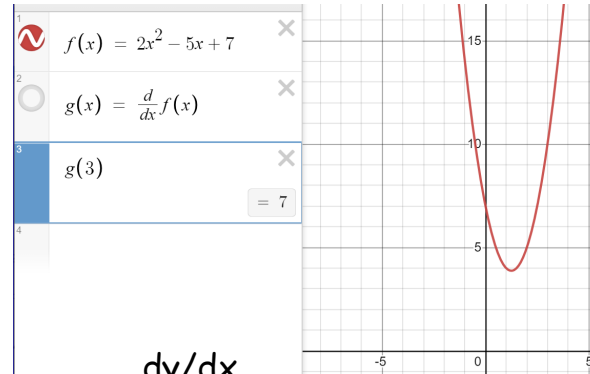 1
f(x) = 2x² − 5x + 7
2
g(x) = d/dx f(x)
3
g(3)
= 7
4
dy/dx
15
10
5
-5
0
5